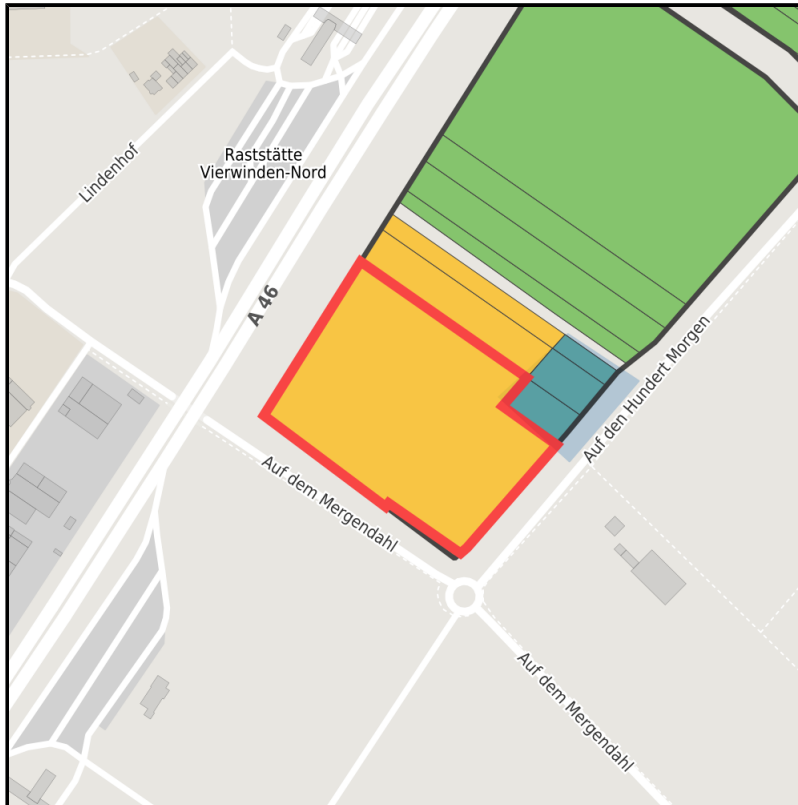 Lindenhof
Raststätte
Vierwinden-Nord
A 46
Auf den Hundert Morgen
Auf dem Mergendahl
Auf dem Mergendahl